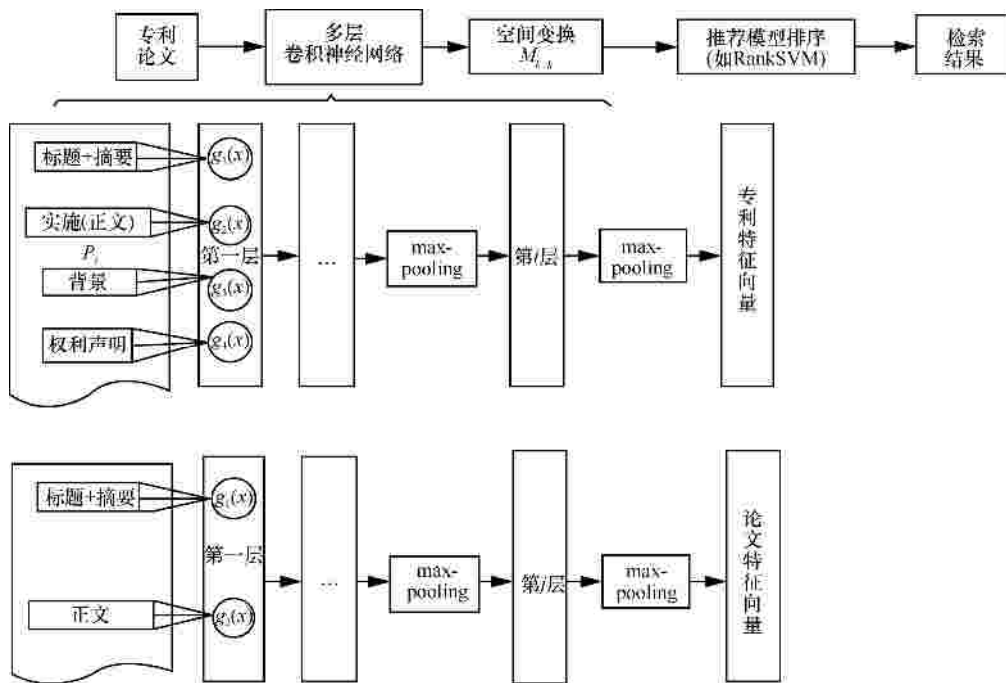 专利
论文
多层
卷积神经网络
空间变换
推荐模型排序
(如RankSVM)
检索
结果
标题+摘要
g₁(x)
实施(正文)
g₂(x)
P_i
第一层
背景
g₃(x)
权利声明
g₄(x)
...
max-
pooling
第l层
max-
pooling
专利特征向量
标题+摘要
g₁(x)
第一层
正文
...
max-
pooling
第l层
max-
pooling
论文特征向量